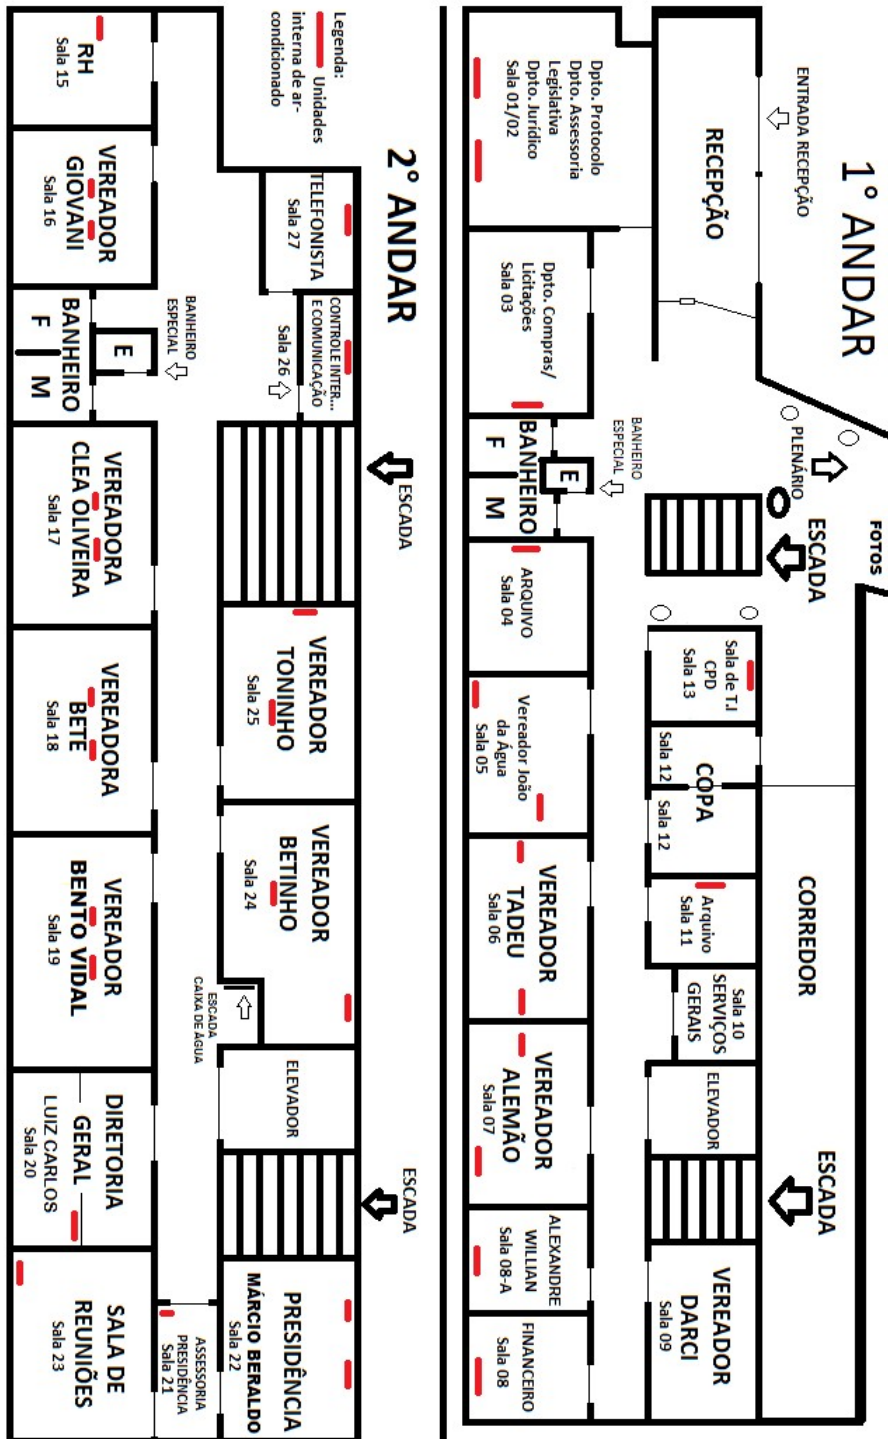 1° ANDAR
ENTRADA RECEPÇÃO
RECEPÇÃO
Dpto. Protocolo
Dpto. Assessoria
Legislativa
Dpto. Jurídico
Sala 01/02
Dpto. Compras/
Licitações
Sala 03
PLENÁRIO
ESCADA
FOTOS
BANHEIRO
ESPECIAL
E
BANHEIRO
F
M
ARQUIVO
Sala 04
Sala de T.I
CPD
Sala 13
COPA
Sala 12
Sala 12
Vereador João
da Água
Sala 05
CORREDOR
Arquivo
Sala 11
VEREADOR
TADEU
Sala 06
Sala 10
SERVIÇOS
GERAIS
ELEVADOR
VEREADOR
ALEMÃO
Sala 07
ESCADA
ALEXANDRE
WILLIAN
Sala 08-A
VEREADOR
DARCI
Sala 09
FINANCEIRO
Sala 08
2° ANDAR
Legenda:
Unidades
interna de ar-
condicionado
RH
Sala 15
TELEFONISTA
Sala 27
VEREADOR
GIOVANI
Sala 16
CONTROLE INTER...
E COMUNICAÇÃO
Sala 26
BANHEIRO
ESPECIAL
E
BANHEIRO
F
M
ESCADA
VEREADORA
CLEA OLIVEIRA
Sala 17
VEREADOR
TONINHO
Sala 25
VEREADORA
BETE
Sala 18
VEREADOR
BETINHO
Sala 24
VEREADOR
BENTO VIDAL
Sala 19
ESCADA
CAIXA DE ÁGUA
ELEVADOR
DIRETORIA
GERAL
LUIZ CARLOS
Sala 20
ESCADA
PRESIDÊNCIA
MÁRCIO BERALDO
Sala 22
ASSESSORIA
PRESIDÊNCIA
Sala 21
SALA DE
REUNIÕES
Sala 23